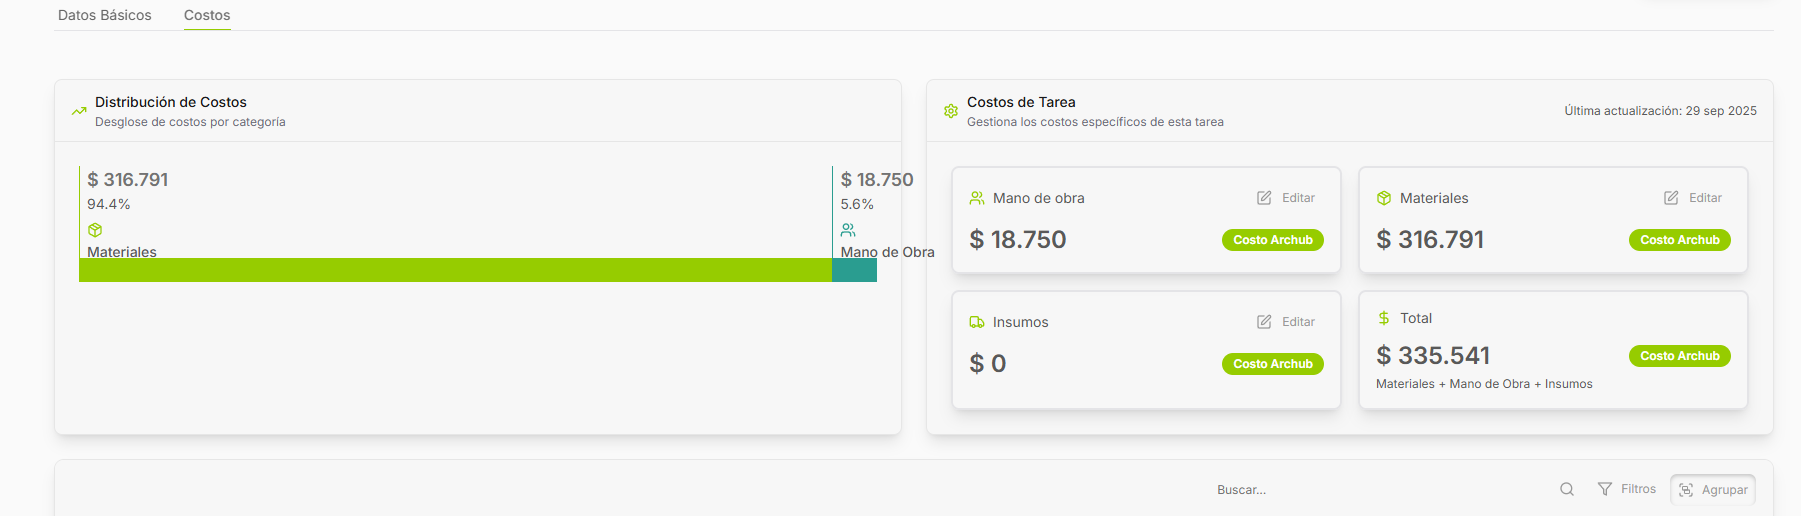 Datos Básicos Costos
Distribución de Costos
Desglose de costos por categoría
$ 316.791
94.4%
Materiales
$ 18.750
5.6%
Mano de Obra
Costos de Tarea
Gestiona los costos específicos de esta tarea
Última actualización: 29 sep 2025
Mano de obra Editar
$ 18.750 Costo Archub
Materiales Editar
$ 316.791 Costo Archub
Insumos Editar
$ 0 Costo Archub
Total
$ 335.541 Costo Archub
Materiales + Mano de Obra + Insumos
Buscar... Filtros Agrupar